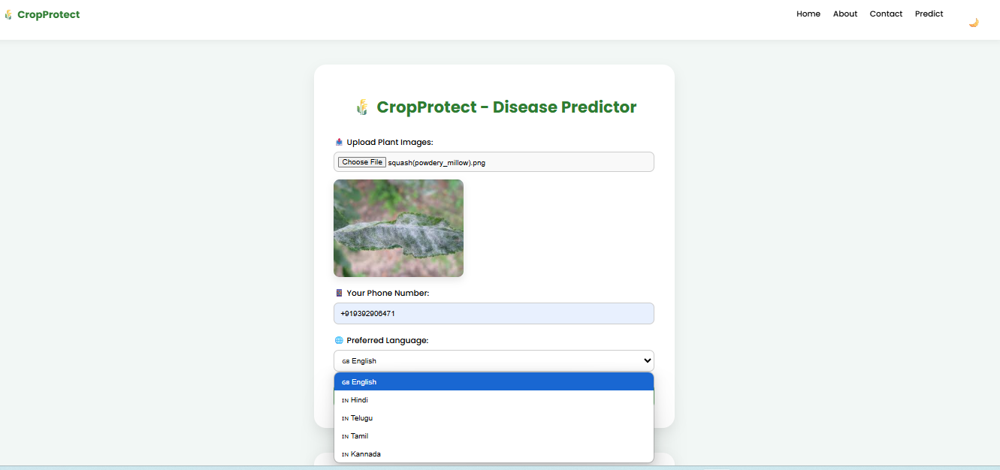 CropProtect
Home About Contact Predict
CropProtect - Disease Predictor
Upload Plant Images:
Choose File squash(powdery_millow).png
Your Phone Number:
+919392906471
Preferred Language:
GB English
GB English
IN Hindi
IN Telugu
IN Tamil
IN Kannada